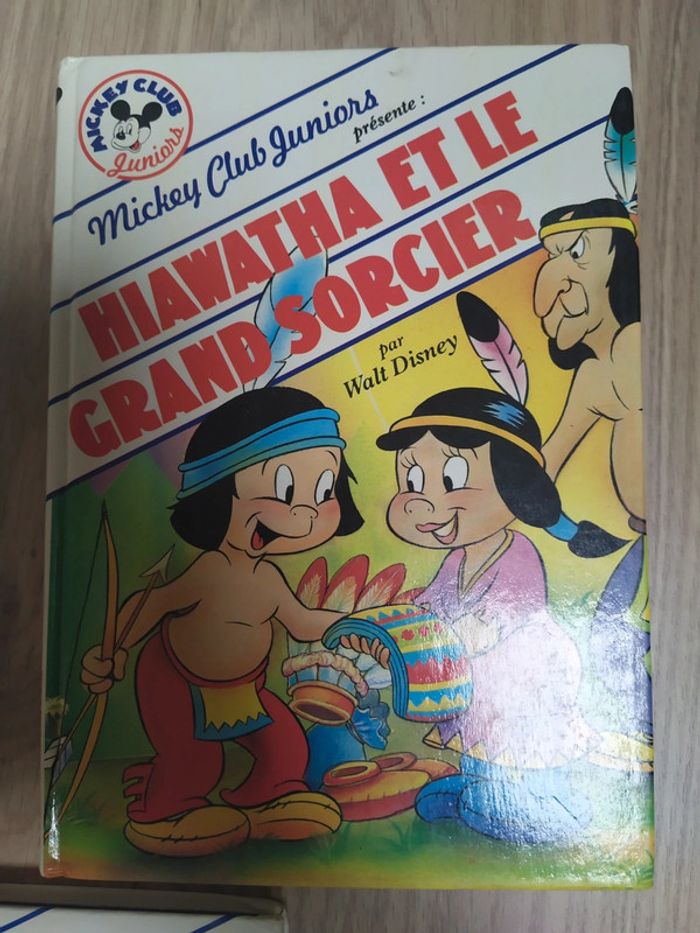 MICKEY CLUB
Juniors
Mickey Club Juniors
présente :
HIAWATHA ET LE
GRAND SORCIER
par
Walt Disney